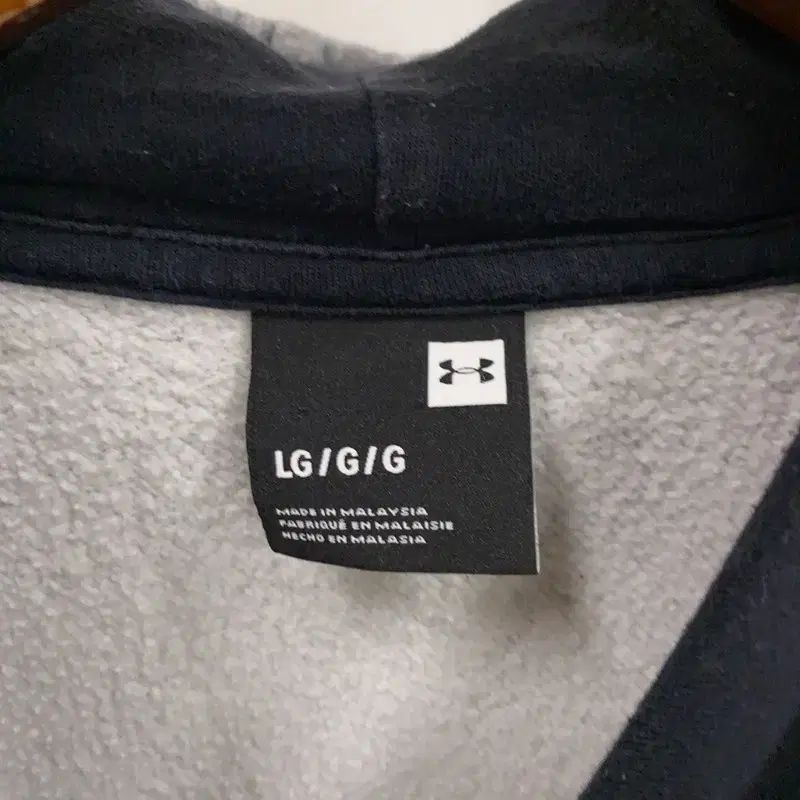 LG/G/G
MADE IN MALAYSIA
FABRIQUÉ EN MALAISIE
HECHO EN MALASIA